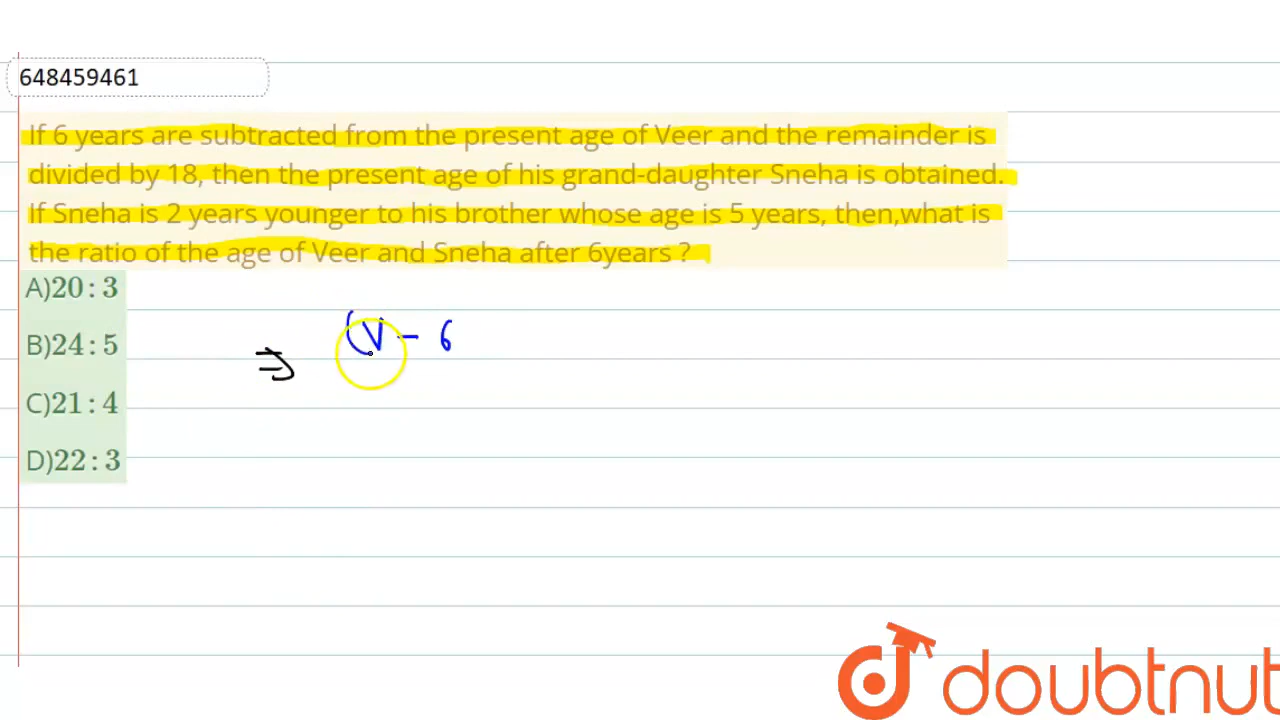 648459461
If 6 years are subtracted from the present age of Veer and the remainder is
divided by 18, then the present age of his grand-daughter Sneha is obtained.
If Sneha is 2 years younger to his brother whose age is 5 years, then,what is
the ratio of the age of Veer and Sneha after 6years ?
A)20 : 3
B)24 : 5
C)21 : 4
D)22 : 3
⇒ (V - 6
doubtnut